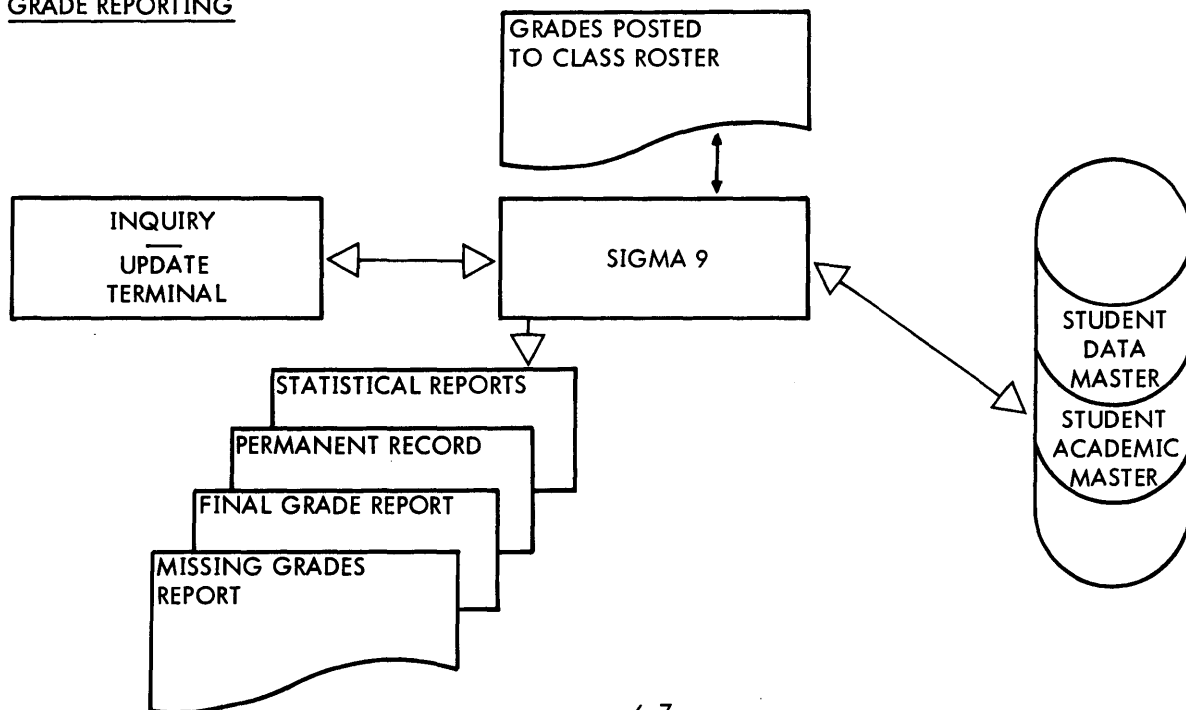 GRADE REPORTING
GRADES POSTED
TO CLASS ROSTER
INQUIRY
UPDATE
TERMINAL
SIGMA 9
STUDENT
DATA
MASTER
STUDENT
ACADEMIC
MASTER
STATISTICAL REPORTS
PERMANENT RECORD
FINAL GRADE REPORT
MISSING GRADES
REPORT